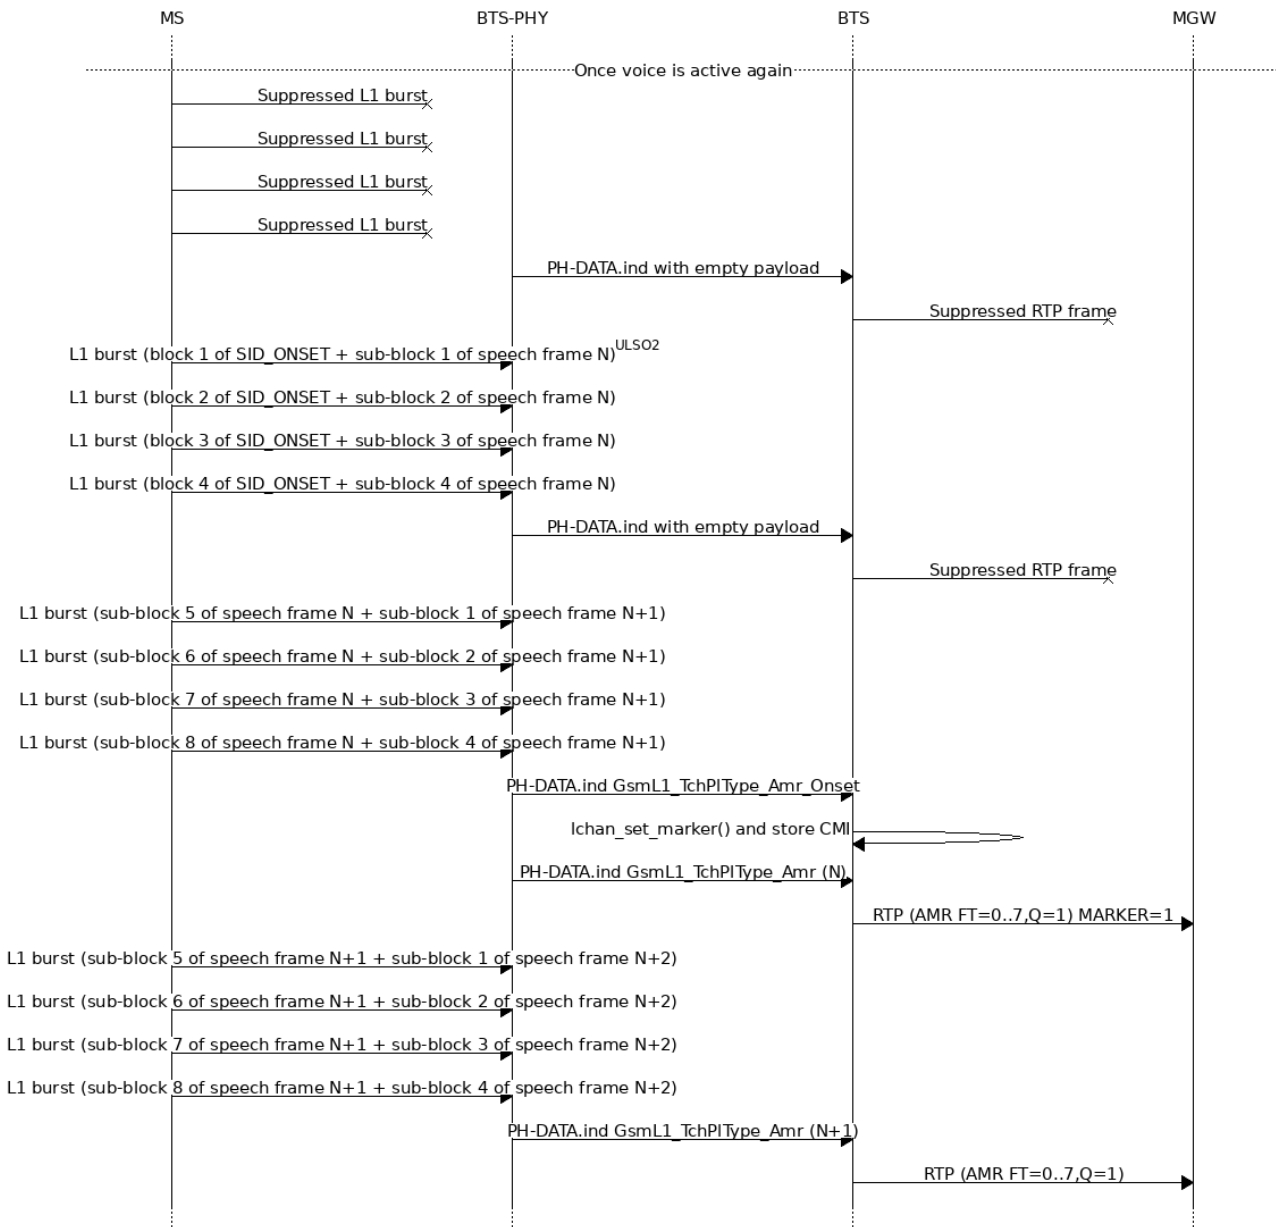 MS BTS-PHY BTS MGW
Once voice is active again
Suppressed L1 burst
Suppressed L1 burst
Suppressed L1 burst
Suppressed L1 burst
PH-DATA.ind with empty payload
Suppressed RTP frame
L1 burst (block 1 of SID_ONSET + sub-block 1 of speech frame N) ULSO2
L1 burst (block 2 of SID_ONSET + sub-block 2 of speech frame N)
L1 burst (block 3 of SID_ONSET + sub-block 3 of speech frame N)
L1 burst (block 4 of SID_ONSET + sub-block 4 of speech frame N)
PH-DATA.ind with empty payload
Suppressed RTP frame
L1 burst (sub-block 5 of speech frame N + sub-block 1 of speech frame N+1)
L1 burst (sub-block 6 of speech frame N + sub-block 2 of speech frame N+1)
L1 burst (sub-block 7 of speech frame N + sub-block 3 of speech frame N+1)
L1 burst (sub-block 8 of speech frame N + sub-block 4 of speech frame N+1)
PH-DATA.ind GsmL1_TchPlType_Amr_Onset
lchan_set_marker() and store CMI
PH-DATA.ind GsmL1_TchPlType_Amr (N)
RTP (AMR FT=0..7,Q=1) MARKER=1
L1 burst (sub-block 5 of speech frame N+1 + sub-block 1 of speech frame N+2)
L1 burst (sub-block 6 of speech frame N+1 + sub-block 2 of speech frame N+2)
L1 burst (sub-block 7 of speech frame N+1 + sub-block 3 of speech frame N+2)
L1 burst (sub-block 8 of speech frame N+1 + sub-block 4 of speech frame N+2)
PH-DATA.ind GsmL1_TchPlType_Amr (N+1)
RTP (AMR FT=0..7,Q=1)